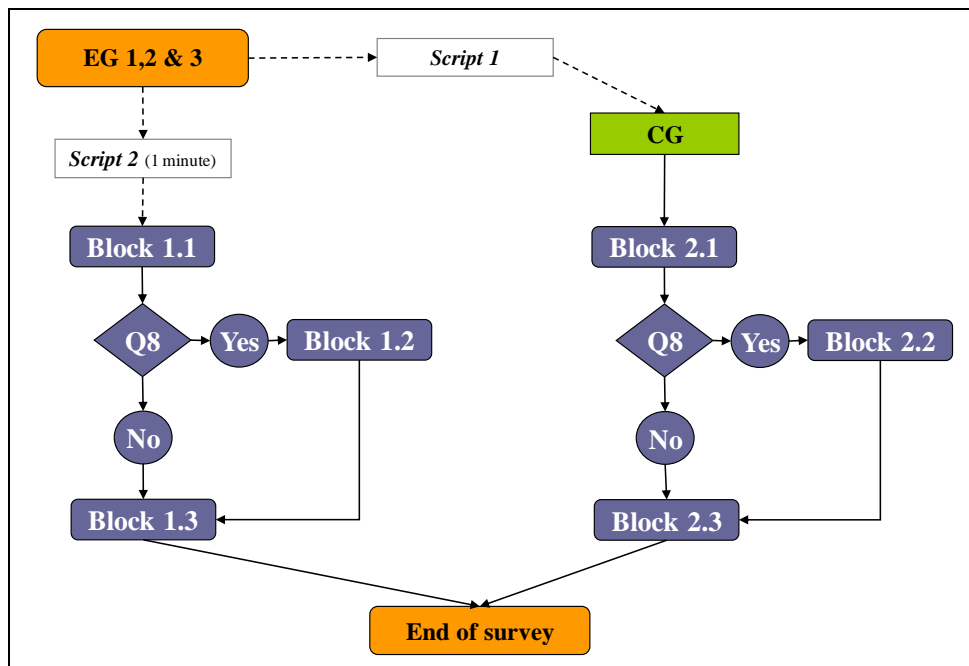 EG 1,2 & 3
Script 1
CG
Script 2 (1 minute)
Block 1.1
Block 2.1
Q8
Yes
Block 1.2
Q8
Yes
Block 2.2
No
No
Block 1.3
Block 2.3
End of survey